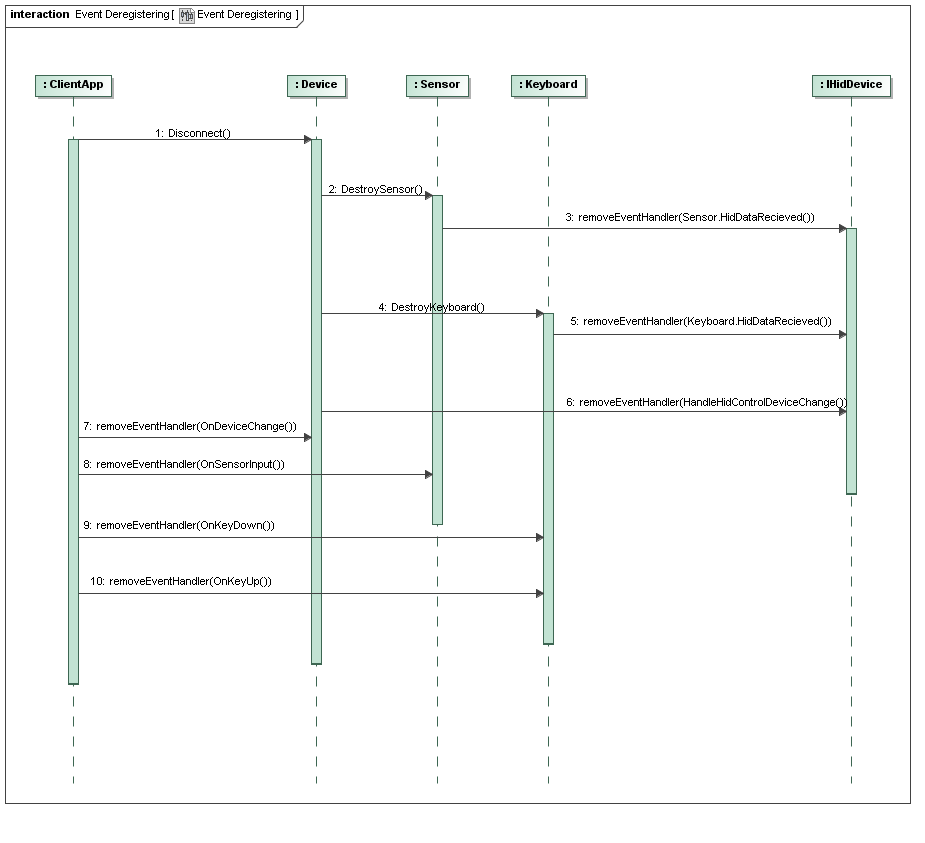 interaction Event Deregistering[ Event Deregistering ]
: ClientApp : Device : Sensor : Keyboard : IHidDevice
1: Disconnect()
2: DestroySensor()
3: removeEventHandler(Sensor.HidDataRecieved())
4: DestroyKeyboard()
5: removeEventHandler(Keyboard.HidDataRecieved())
6: removeEventHandler(HandleHidControlDeviceChange())
7: removeEventHandler(OnDeviceChange())
8: removeEventHandler(OnSensorInput())
9: removeEventHandler(OnKeyDown())
10: removeEventHandler(OnKeyUp())